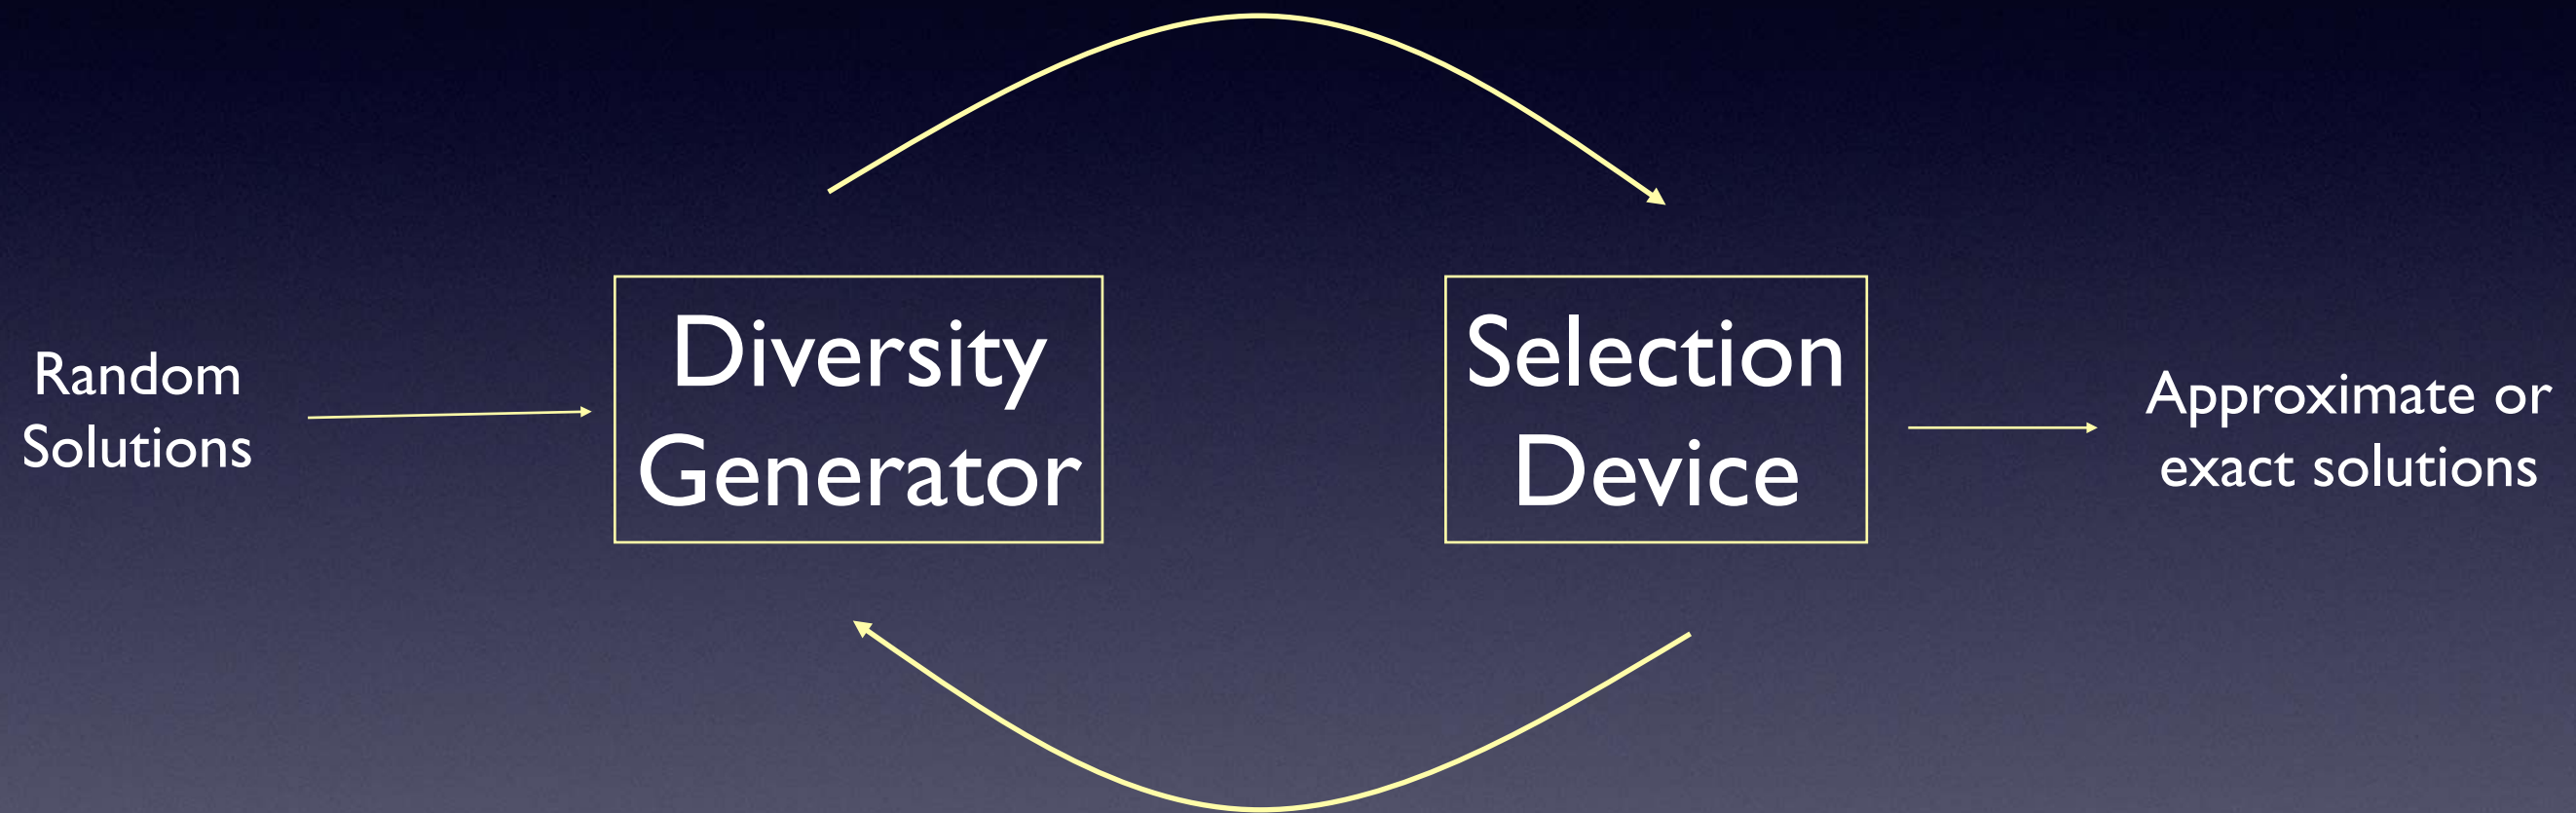 Random
Solutions
Diversity
Generator
Selection
Device
Approximate or
exact solutions